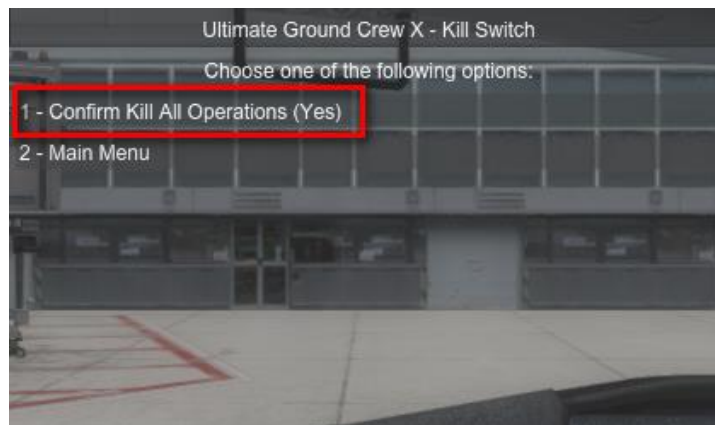 Ultimate Ground Crew X - Kill Switch
Choose one of the following options:
1 - Confirm Kill All Operations (Yes)
2 - Main Menu